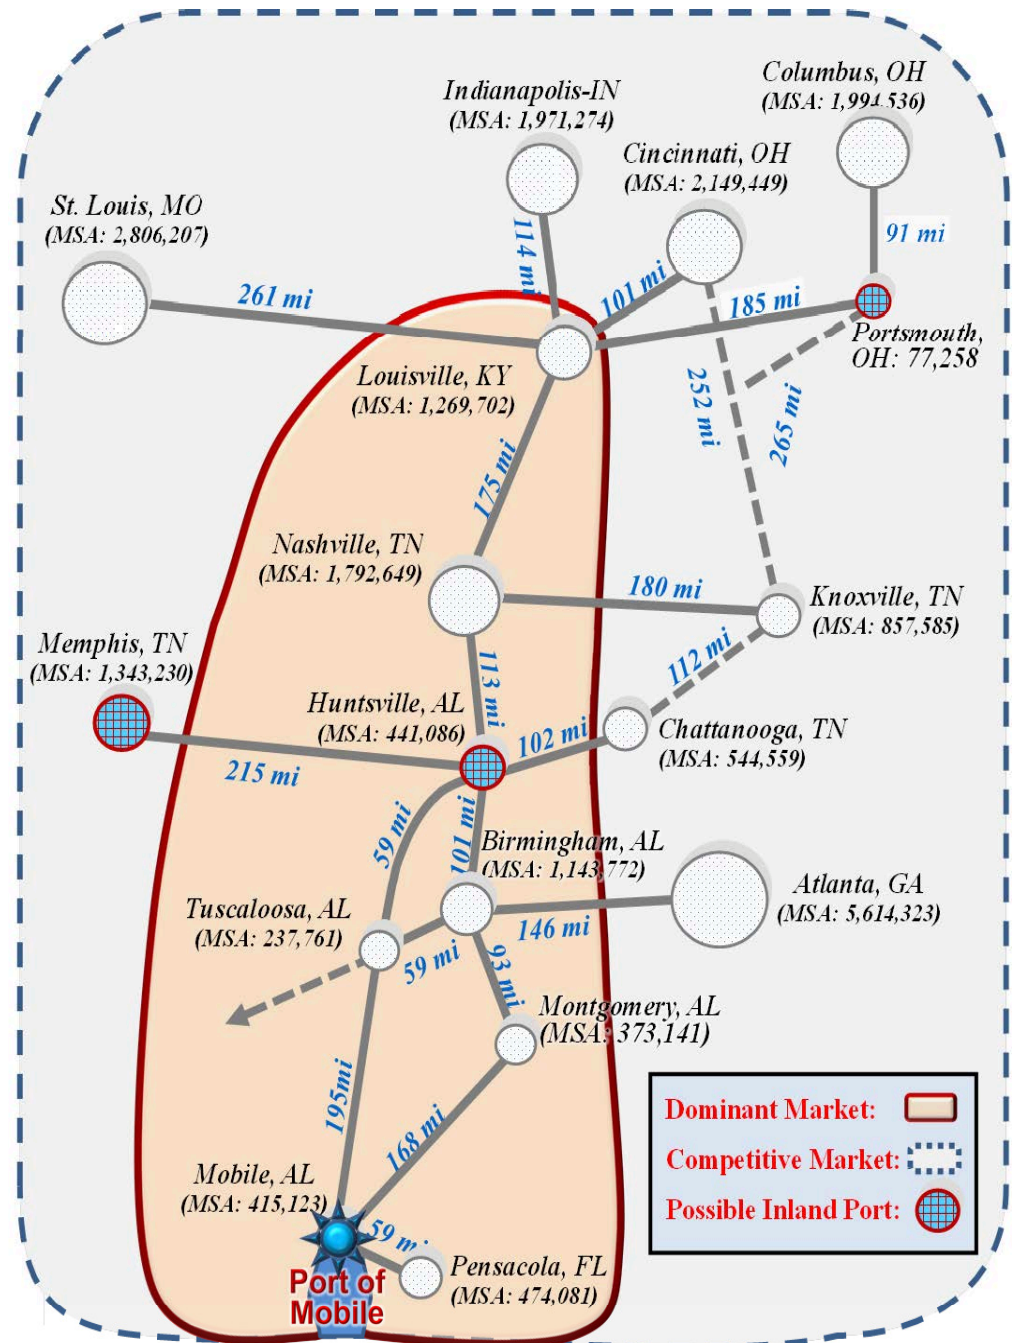 Columbus, OH
(MSA: 1,994,536)
Indianapolis-IN
(MSA: 1,971,274)
Cincinnati, OH
(MSA: 2,149,449)
St. Louis, MO
(MSA: 2,806,207)
91 mi
114 mi
101 mi
261 mi
185 mi
Portsmouth,
OH: 77,258
Louisville, KY
(MSA: 1,269,702)
252 mi
265 mi
175 mi
Nashville, TN
(MSA: 1,792,649)
180 mi
Knoxville, TN
(MSA: 857,585)
Memphis, TN
(MSA: 1,343,230)
112 mi
113 mi
Huntsville, AL
(MSA: 441,086)
102 mi
Chattanooga, TN
(MSA: 544,559)
215 mi
59 mi
101 mi
Birmingham, AL
(MSA: 1,143,772)
Atlanta, GA
(MSA: 5,614,323)
Tuscaloosa, AL
(MSA: 237,761)
146 mi
59 mi
93 mi
Montgomery, AL
(MSA: 373,141)
195mi
168 mi
Dominant Market:
Competitive Market:
Possible Inland Port:
Mobile, AL
(MSA: 415,123)
59 mi
Pensacola, FL
(MSA: 474,081)
Port of
Mobile